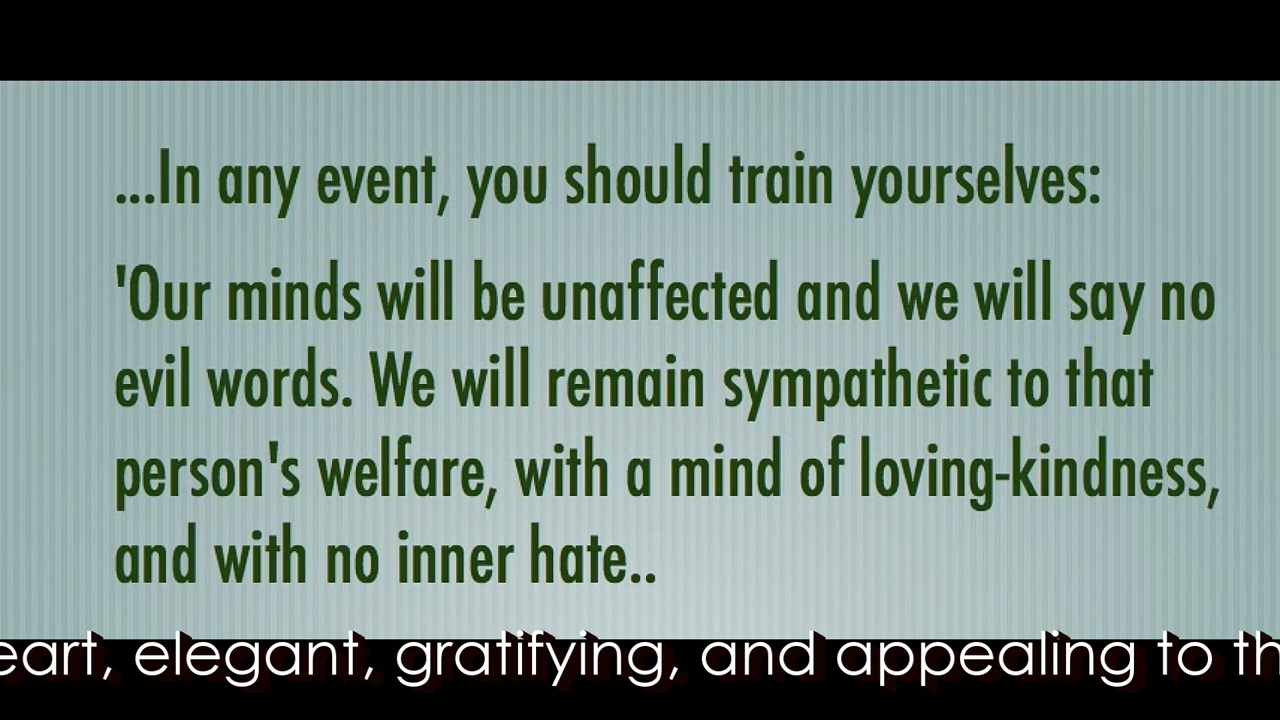 ...In any event, you should train yourselves:
'Our minds will be unaffected and we will say no
evil words. We will remain sympathetic to that
person's welfare, with a mind of loving-kindness,
and with no inner hate..
eart, elegant, gratifying, and appealing to th